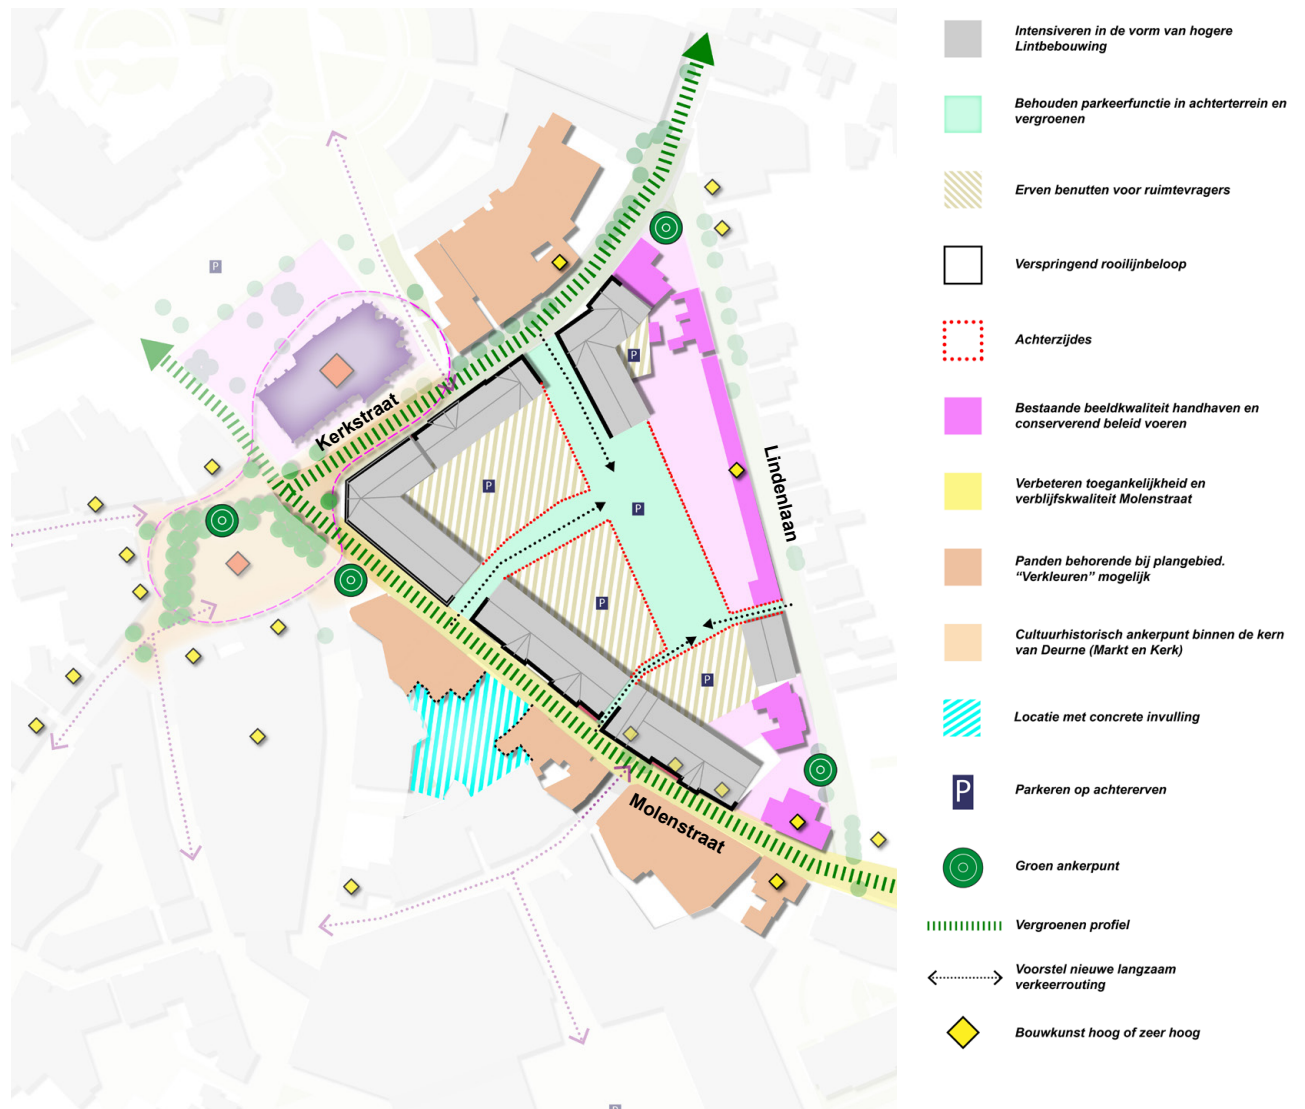 Kerkstraat
Lindenlaan
Molenstraat
P
P
P
P
P
P
P
Intensiveren in de vorm van hogere
Lintbebouwing
Behouden parkeerfunctie in achterterrein en
vergroenen
Erven benutten voor ruimtevragers
Verspringend rooilijnbeloop
Achterzijdes
Bestaande beeldkwaliteit handhaven en
conserverend beleid voeren
Verbeteren toegankelijkheid en
verblijfskwaliteit Molenstraat
Panden behorende bij plangebied.
“Verkleuren” mogelijk
Cultuurhistorisch ankerpunt binnen de kern
van Deurne (Markt en Kerk)
Locatie met concrete invulling
P
Parkeren op achtererven
Groen ankerpunt
Vergroenen profiel
Voorstel nieuwe langzaam
verkeerrouting
Bouwkunst hoog of zeer hoog